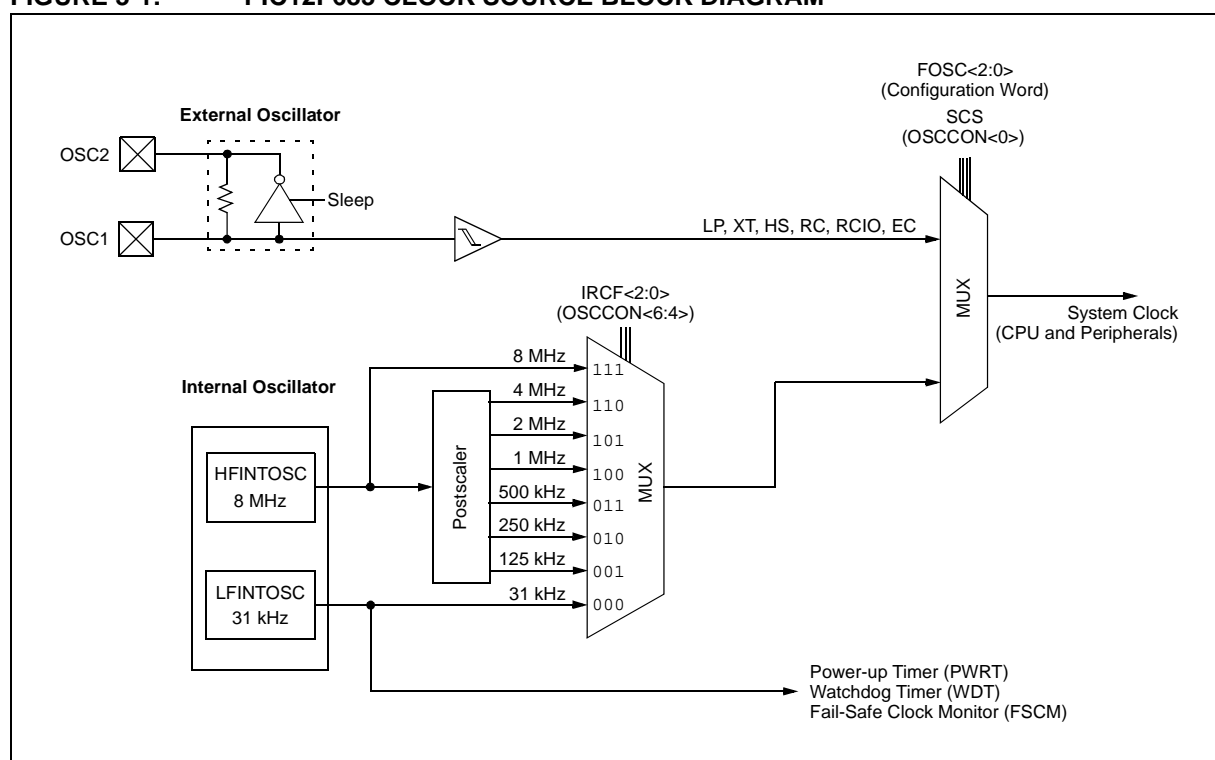 FOSC<2:0>
(Configuration Word)
SCS
(OSCCON<0>)
External Oscillator
OSC2
Sleep
OSC1
LP, XT, HS, RC, RCIO, EC
MUX
System Clock
(CPU and Peripherals)
IRCF<2:0>
(OSCCON<6:4>)
Internal Oscillator
HFINTOSC
8 MHz
LFINTOSC
31 kHz
Postscaler
8 MHz
4 MHz
2 MHz
1 MHz
500 kHz
250 kHz
125 kHz
31 kHz
111
110
101
100
011
010
001
000
MUX
Power-up Timer (PWRT)
Watchdog Timer (WDT)
Fail-Safe Clock Monitor (FSCM)